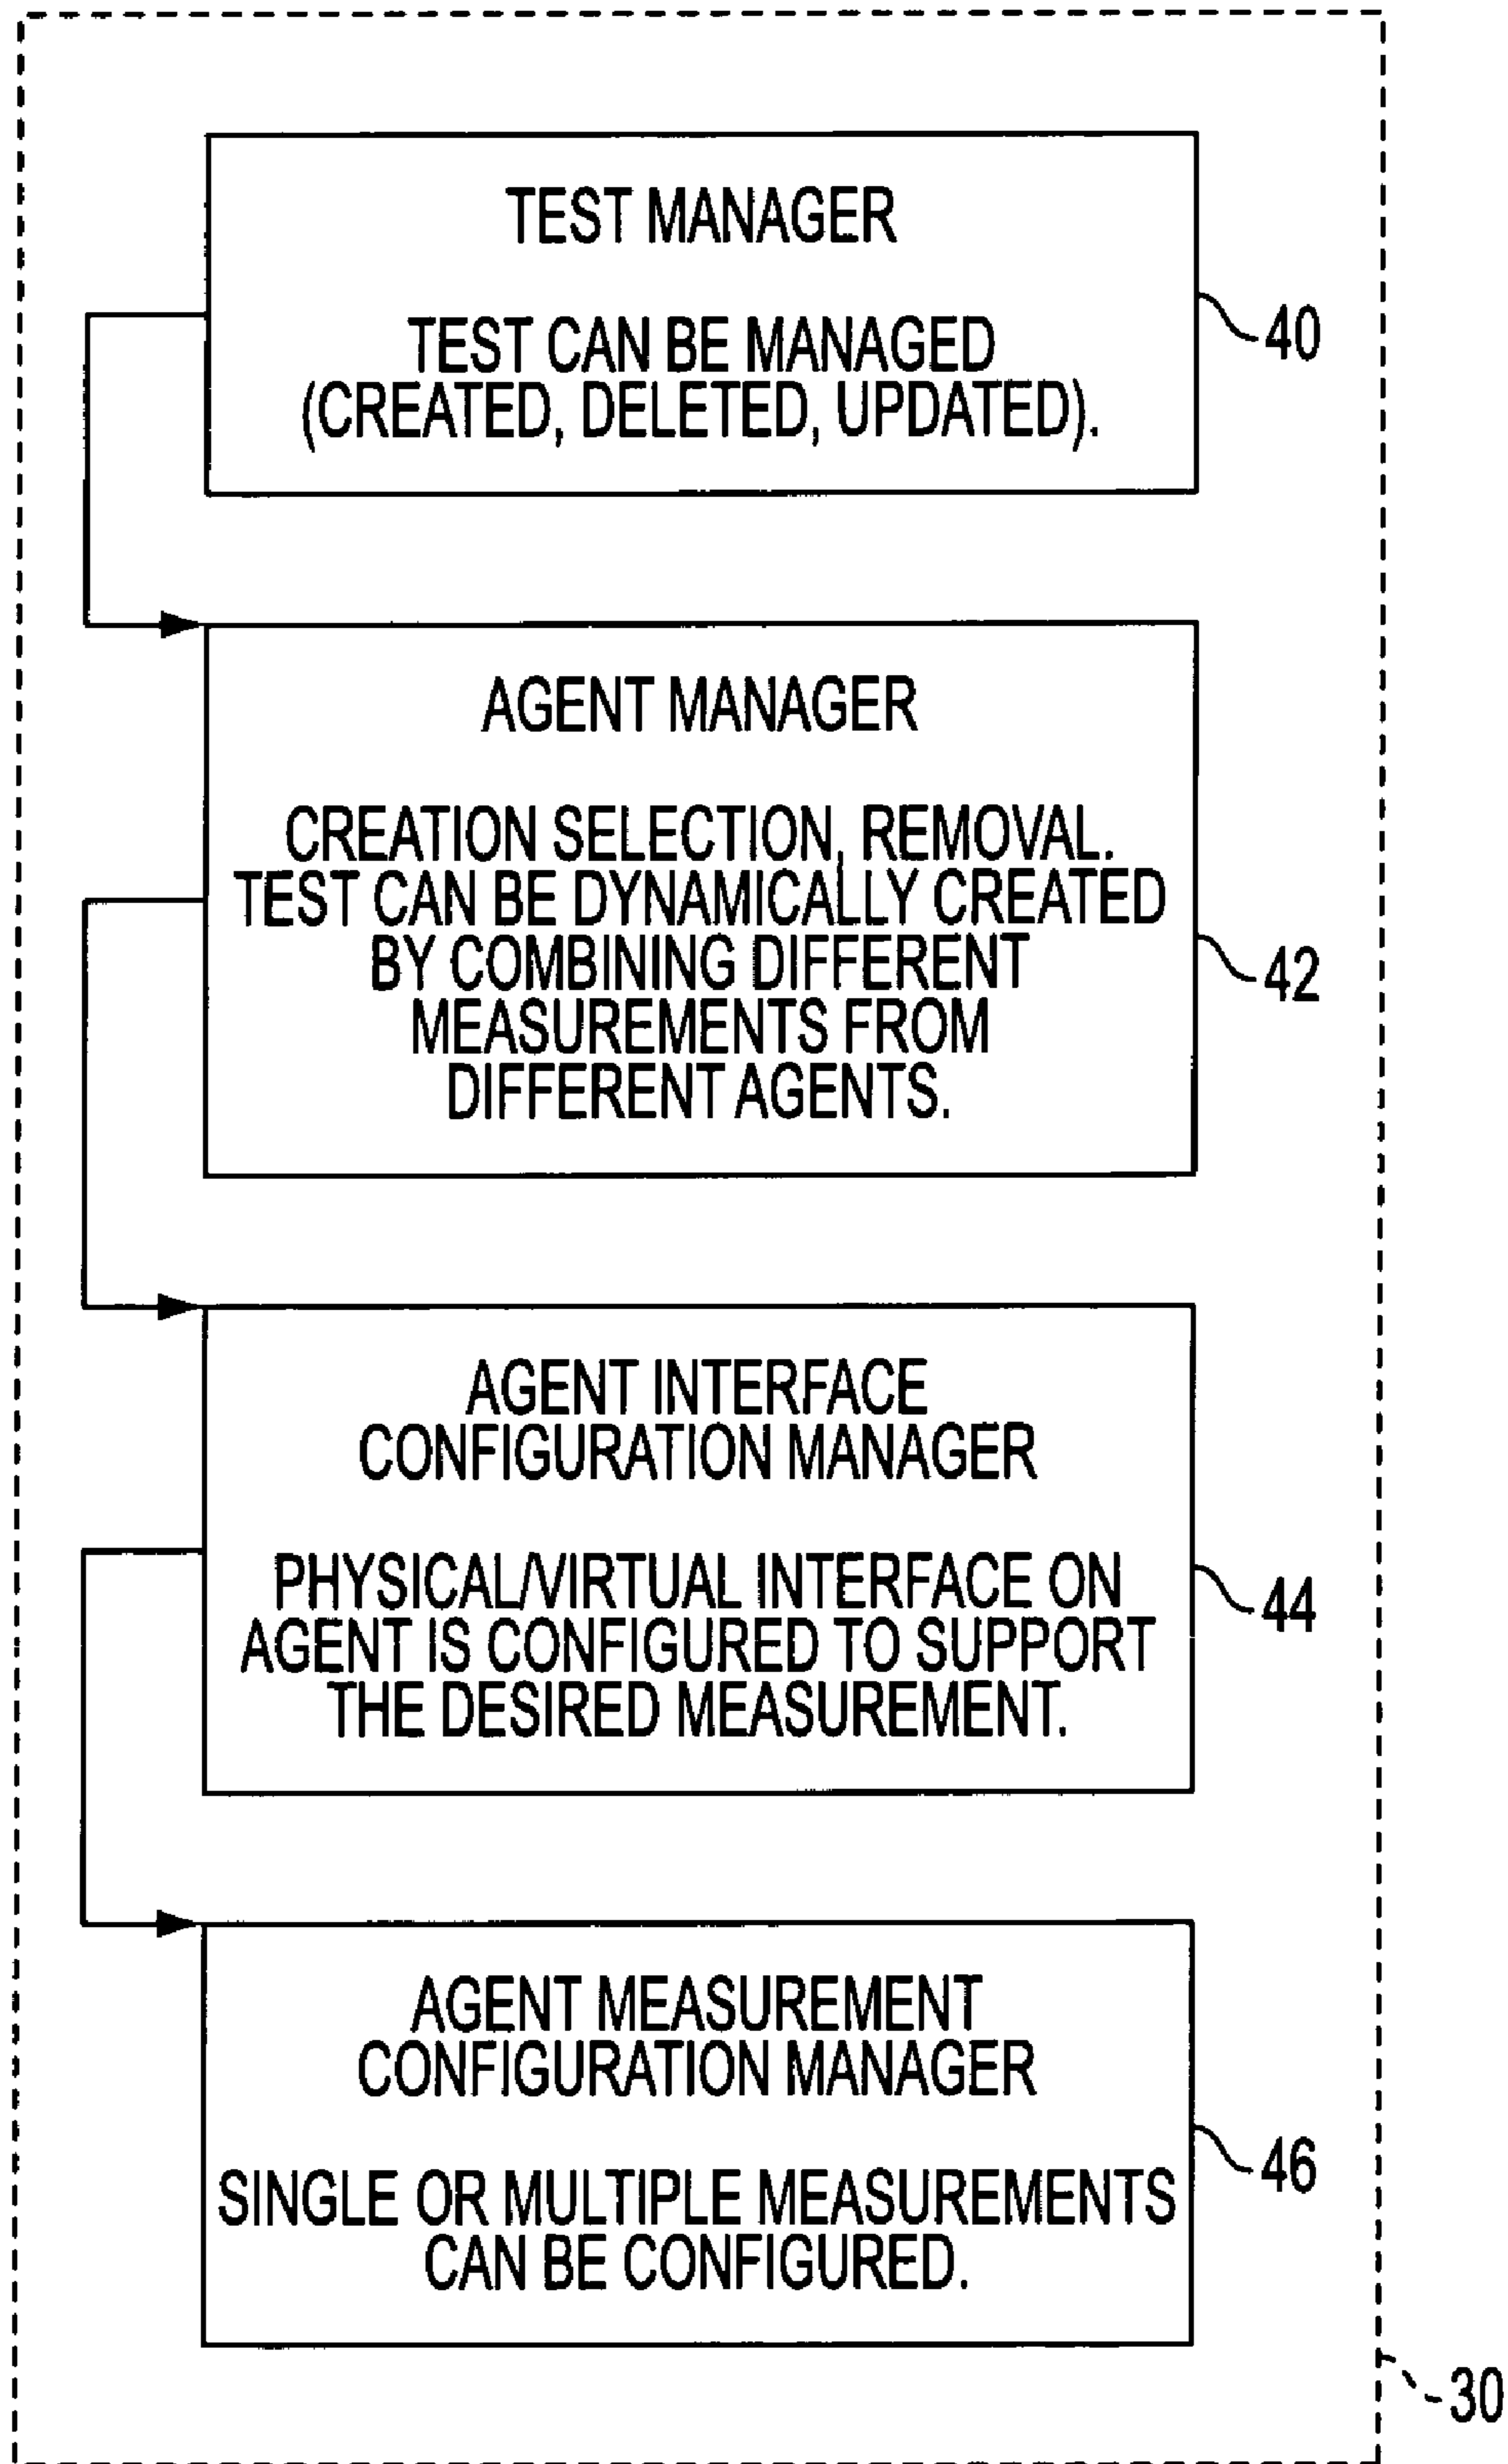 TEST MANAGER
TEST CAN BE MANAGED
(CREATED, DELETED, UPDATED).
40
AGENT MANAGER
CREATION SELECTION, REMOVAL.
TEST CAN BE DYNAMICALLY CREATED
BY COMBINING DIFFERENT
MEASUREMENTS FROM
DIFFERENT AGENTS.
42
AGENT INTERFACE
CONFIGURATION MANAGER
PHYSICAL/VIRTUAL INTERFACE ON
AGENT IS CONFIGURED TO SUPPORT
THE DESIRED MEASUREMENT.
44
AGENT MEASUREMENT
CONFIGURATION MANAGER
SINGLE OR MULTIPLE MEASUREMENTS
CAN BE CONFIGURED.
46
30